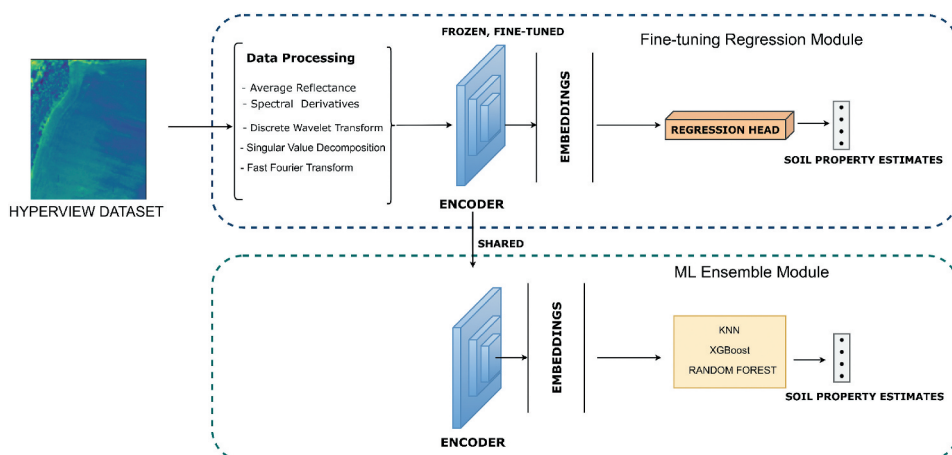 FROZEN, FINE-TUNED
Fine-tuning Regression Module
Data Processing
- Average Reflectance
- Spectral Derivatives
- Discrete Wavelet Transform
- Singular Value Decomposition
- Fast Fourier Transform
EMBEDDINGS
REGRESSION HEAD
SOIL PROPERTY ESTIMATES
ENCODER
HYPERVIEW DATASET
SHARED
ML Ensemble Module
EMBEDDINGS
KNN
XGBoost
RANDOM FOREST
SOIL PROPERTY ESTIMATES
ENCODER